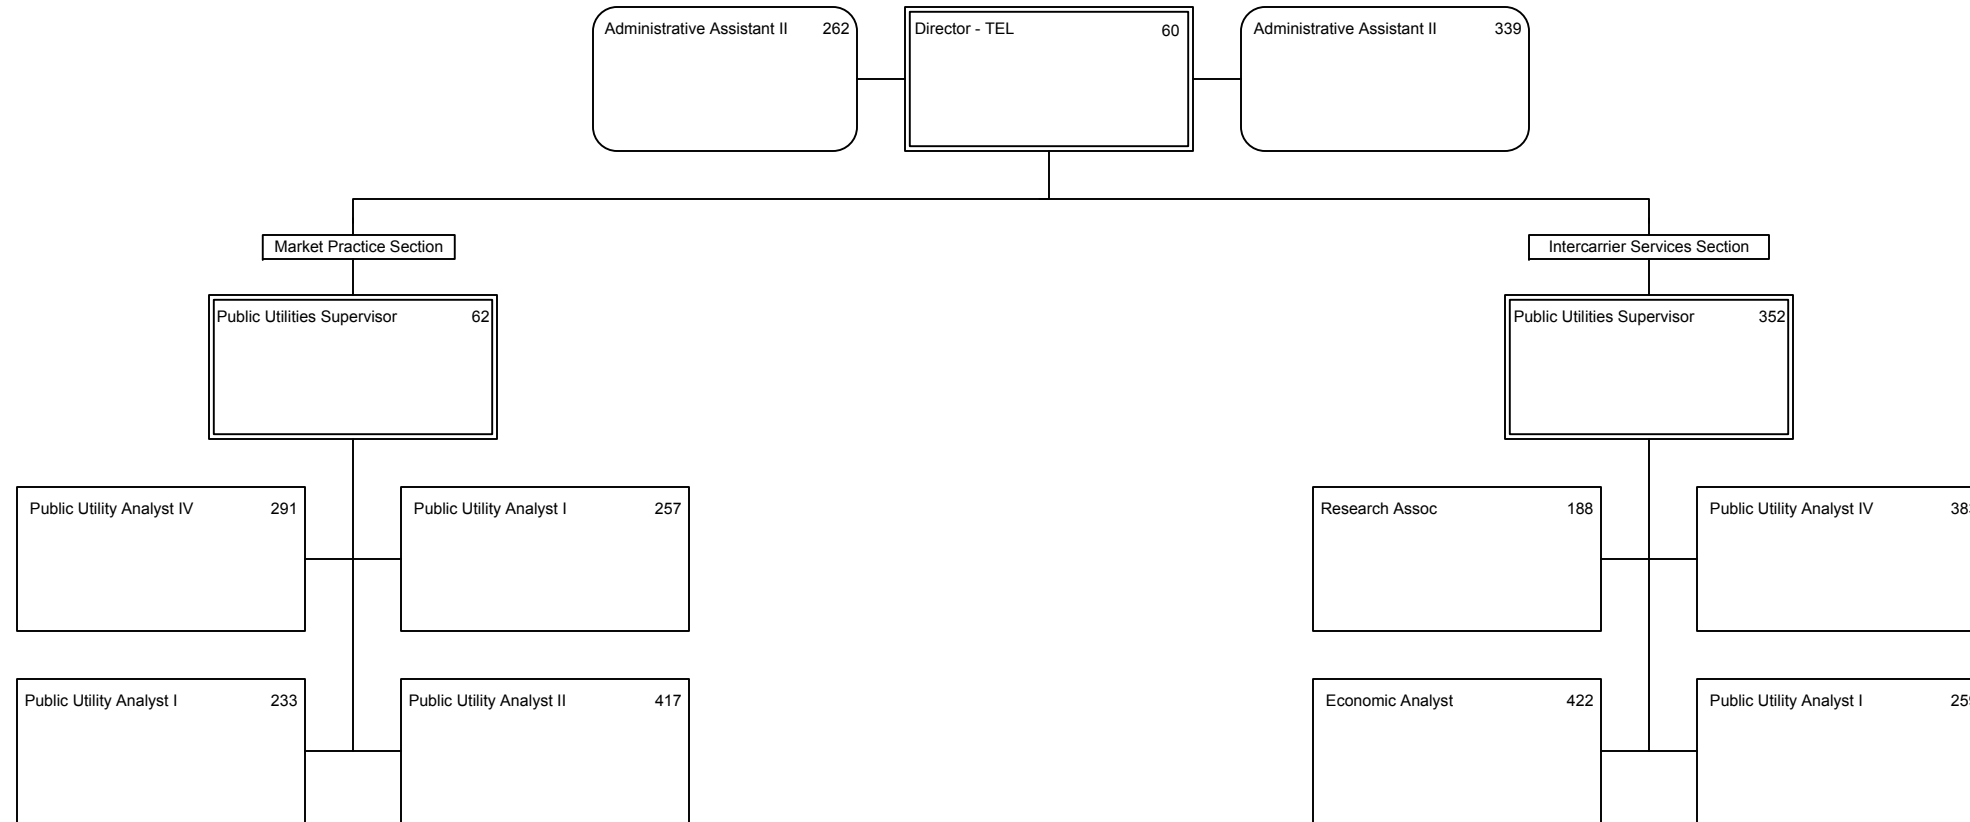 Administrative Assistant II 262
Director - TEL 60
Administrative Assistant II 339
Market Practice Section
Intercarrier Services Section
Public Utilities Supervisor 62
Public Utilities Supervisor 352
Public Utility Analyst IV 291
Public Utility Analyst I 257
Research Assoc 188
Public Utility Analyst IV
Public Utility Analyst I 233
Public Utility Analyst II 417
Economic Analyst 422
Public Utility Analyst I